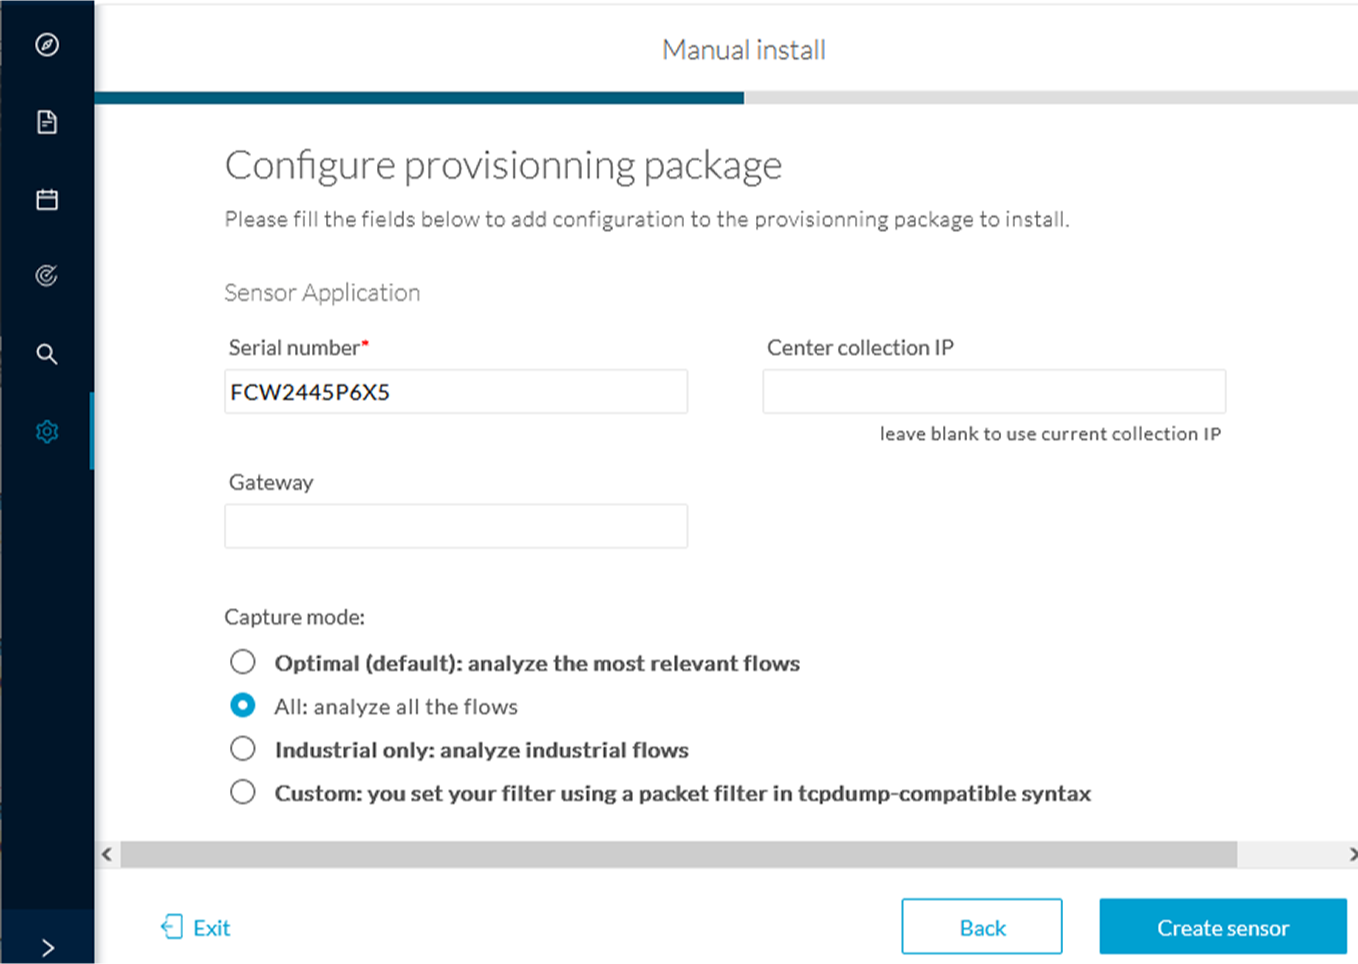 Manual install
Configure provisionning package
Please fill the fields below to add configuration to the provisionning package to install.
Sensor Application
Serial number*
Center collection IP
FCW2445P6X5
leave blank to use current collection IP
Gateway
Capture mode:
Optimal (default): analyze the most relevant flows
All: analyze all the flows
Industrial only: analyze industrial flows
Custom: you set your filter using a packet filter in tcpdump-compatible syntax
Exit
Back
Create sensor